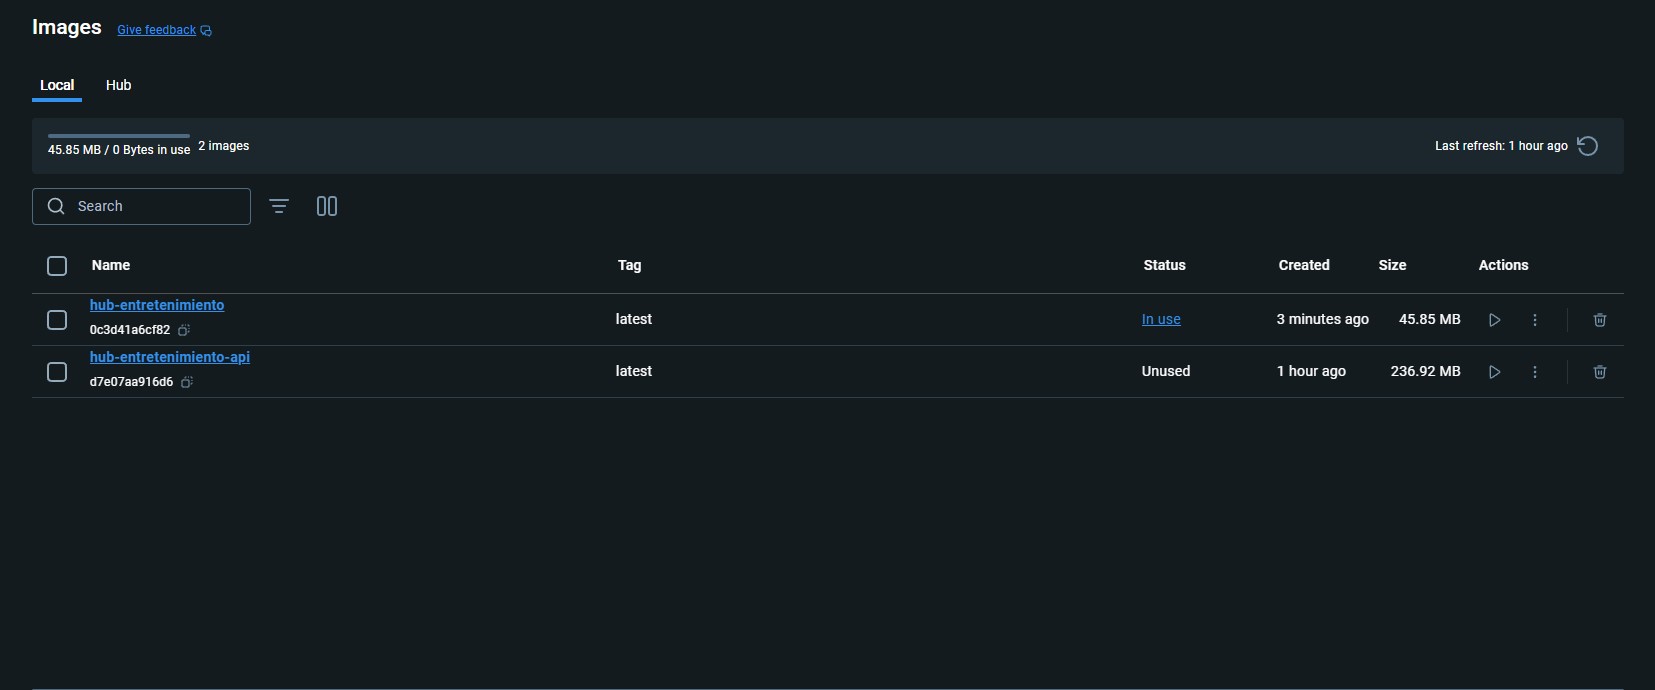 Images Give feedback
Local Hub
45.85 MB / 0 Bytes in use 2 images Last refresh: 1 hour ago
Search
Name Tag Status Created Size Actions
hub-entretenimiento
0c3d41a6cf82
latest In use 3 minutes ago 45.85 MB
hub-entretenimiento-api
d7e07aa916d6
latest Unused 1 hour ago 236.92 MB